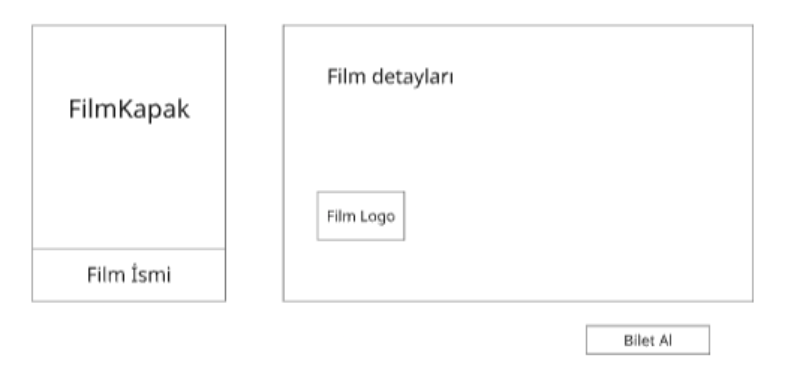 FilmKapak
Film İsmi
Film detayları
Film Logo
Bilet Al